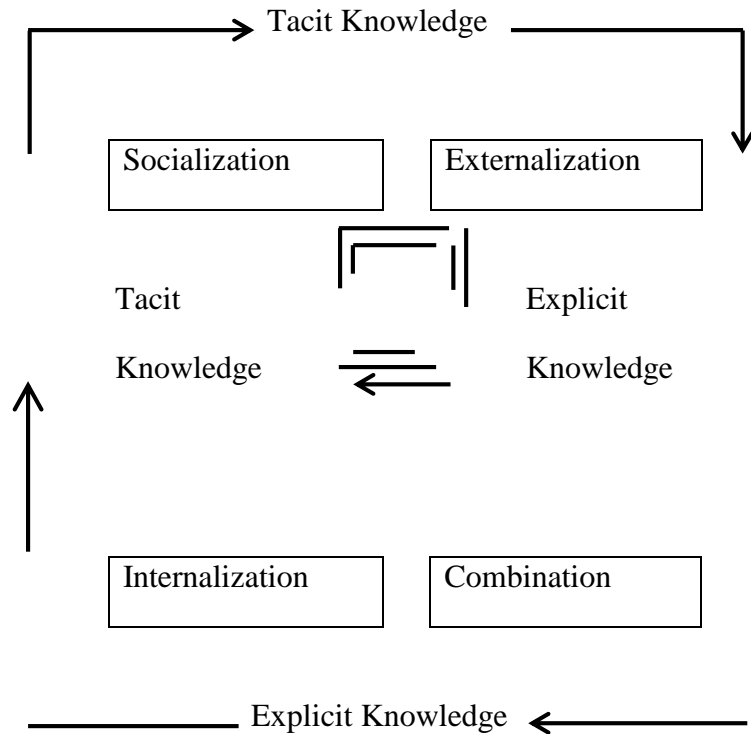 Tacit Knowledge
Socialization
Externalization
Tacit
Knowledge
Explicit
Knowledge
Internalization
Combination
Explicit Knowledge